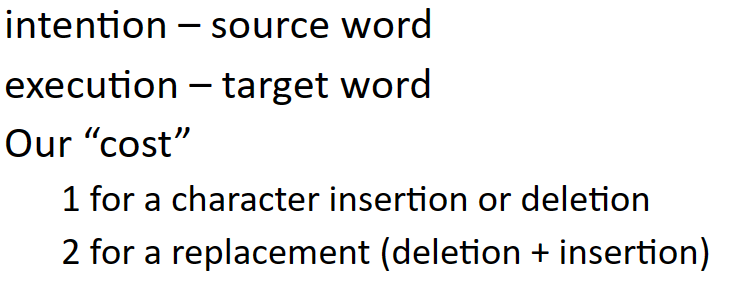 intention – source word
execution – target word
Our “cost”
1 for a character insertion or deletion
2 for a replacement (deletion + insertion)